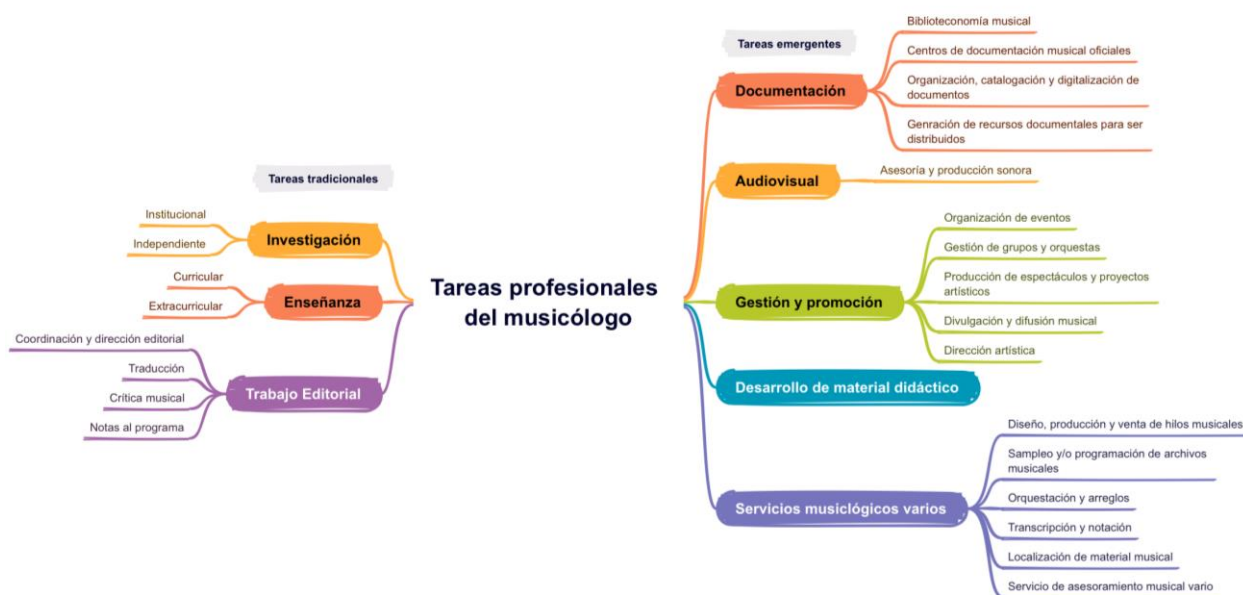 Tareas profesionales
del musicólogo
Tareas tradicionales
Investigación
Institucional
Independiente
Enseñanza
Curricular
Extracurricular
Trabajo Editorial
Coordinación y dirección editorial
Traducción
Crítica musical
Notas al programa
Tareas emergentes
Documentación
Biblioteconomía musical
Centros de documentación musical oficiales
Organización, catalogación y digitalización de
documentos
Genración de recursos documentales para ser
distribuidos
Audiovisual
Asesoría y producción sonora
Gestión y promoción
Organización de eventos
Gestión de grupos y orquestas
Producción de espectáculos y proyectos
artísticos
Divulgación y difusión musical
Dirección artística
Desarrollo de material didáctico
Servicios musiclógicos varios
Diseño, producción y venta de hilos musicales
Sampleo y/o programación de archivos
musicales
Orquestación y arreglos
Transcripción y notación
Localización de material musical
Servicio de asesoramiento musical vario